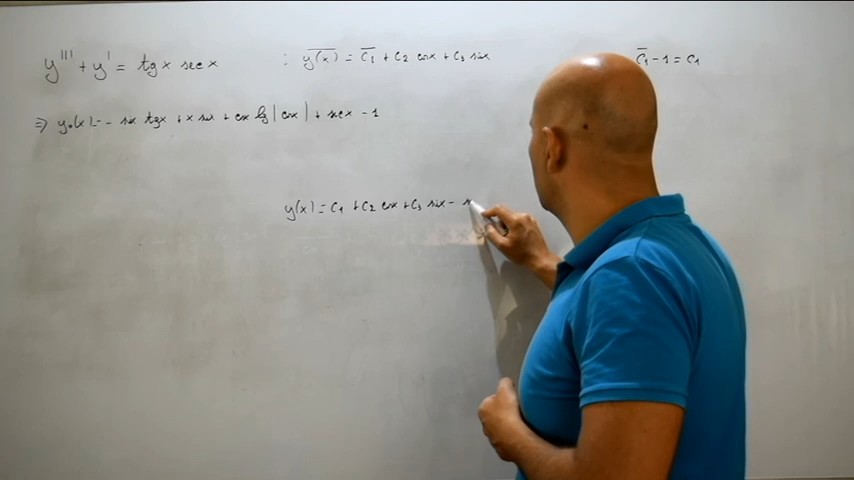 y''' + y' = tg x sec x : y̅(̅x̅)̅ = c̅₁ + c₂ cos x + c₃ sin x c̅₁ - 1 = c₁
⇒ y₀(x) = - sin x tg x + x sin x + cos x lg |cos x| + sec x - 1
y(x) = c₁ + c₂ cos x + c₃ sin x - s